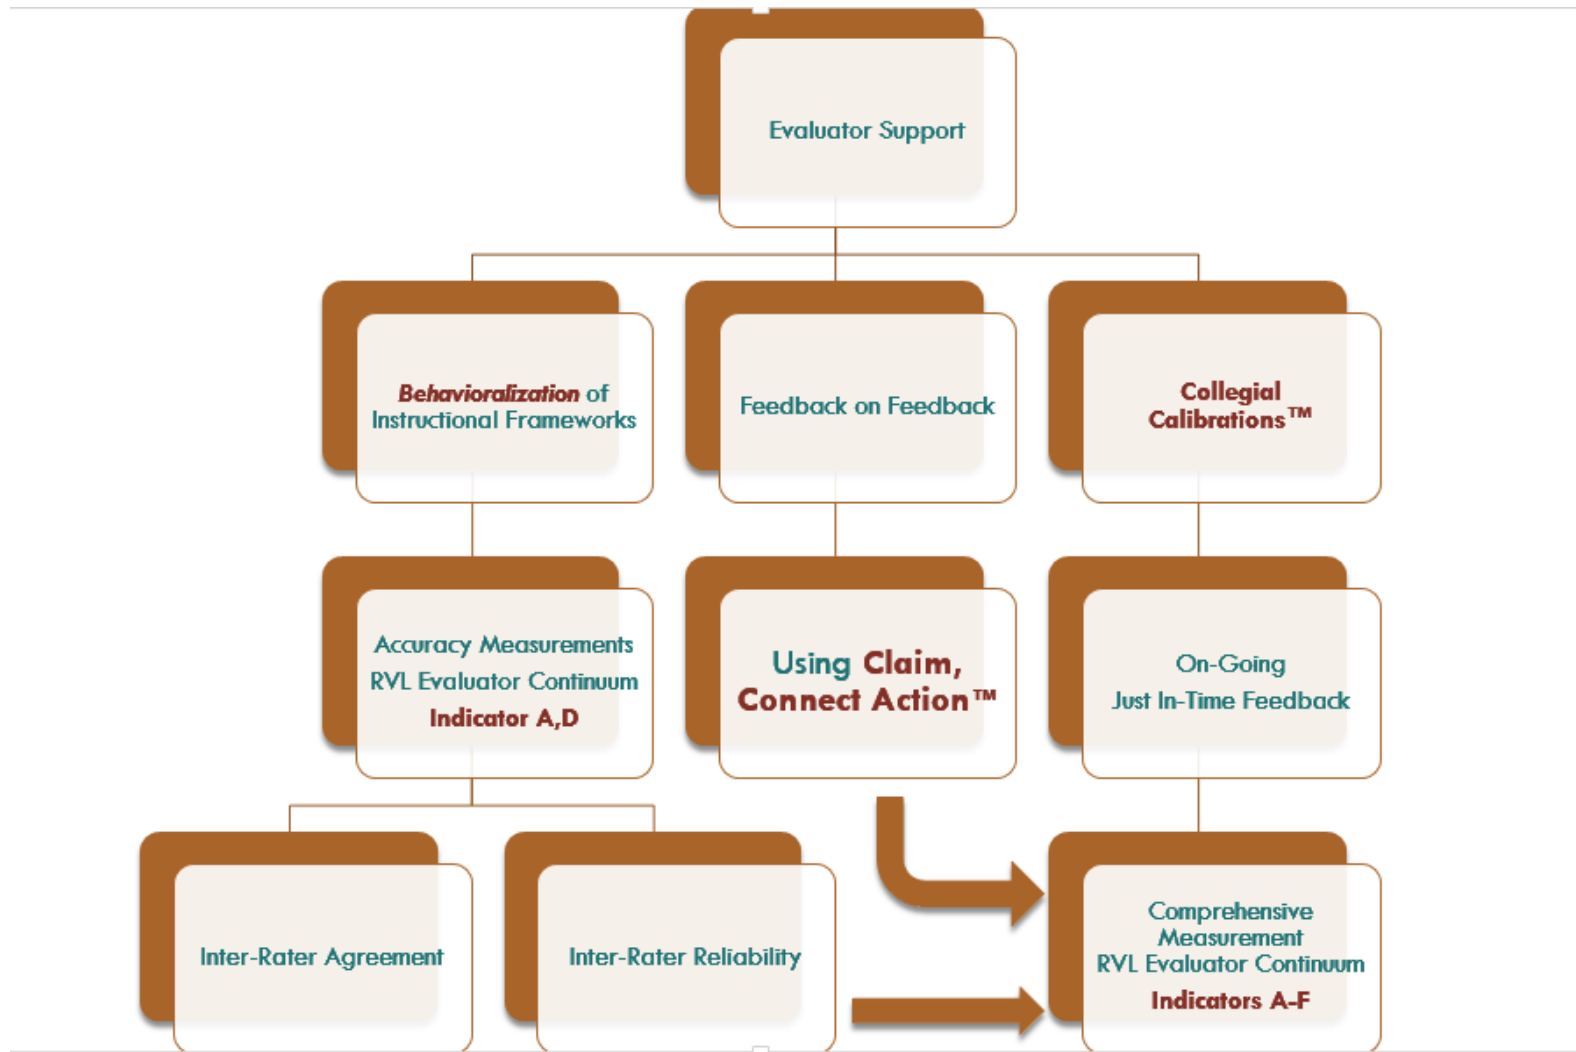 Evaluator Support
Behavioralization of
Instructional Frameworks
Feedback on Feedback
Collegial
Calibrations™
Accuracy Measurements
RVL Evaluator Continuum
Indicator A,D
Using Claim,
Connect Action™
On-Going
Just In-Time Feedback
Inter-Rater Agreement
Inter-Rater Reliability
Comprehensive
Measurement
RVL Evaluator Continuum
Indicators A-F